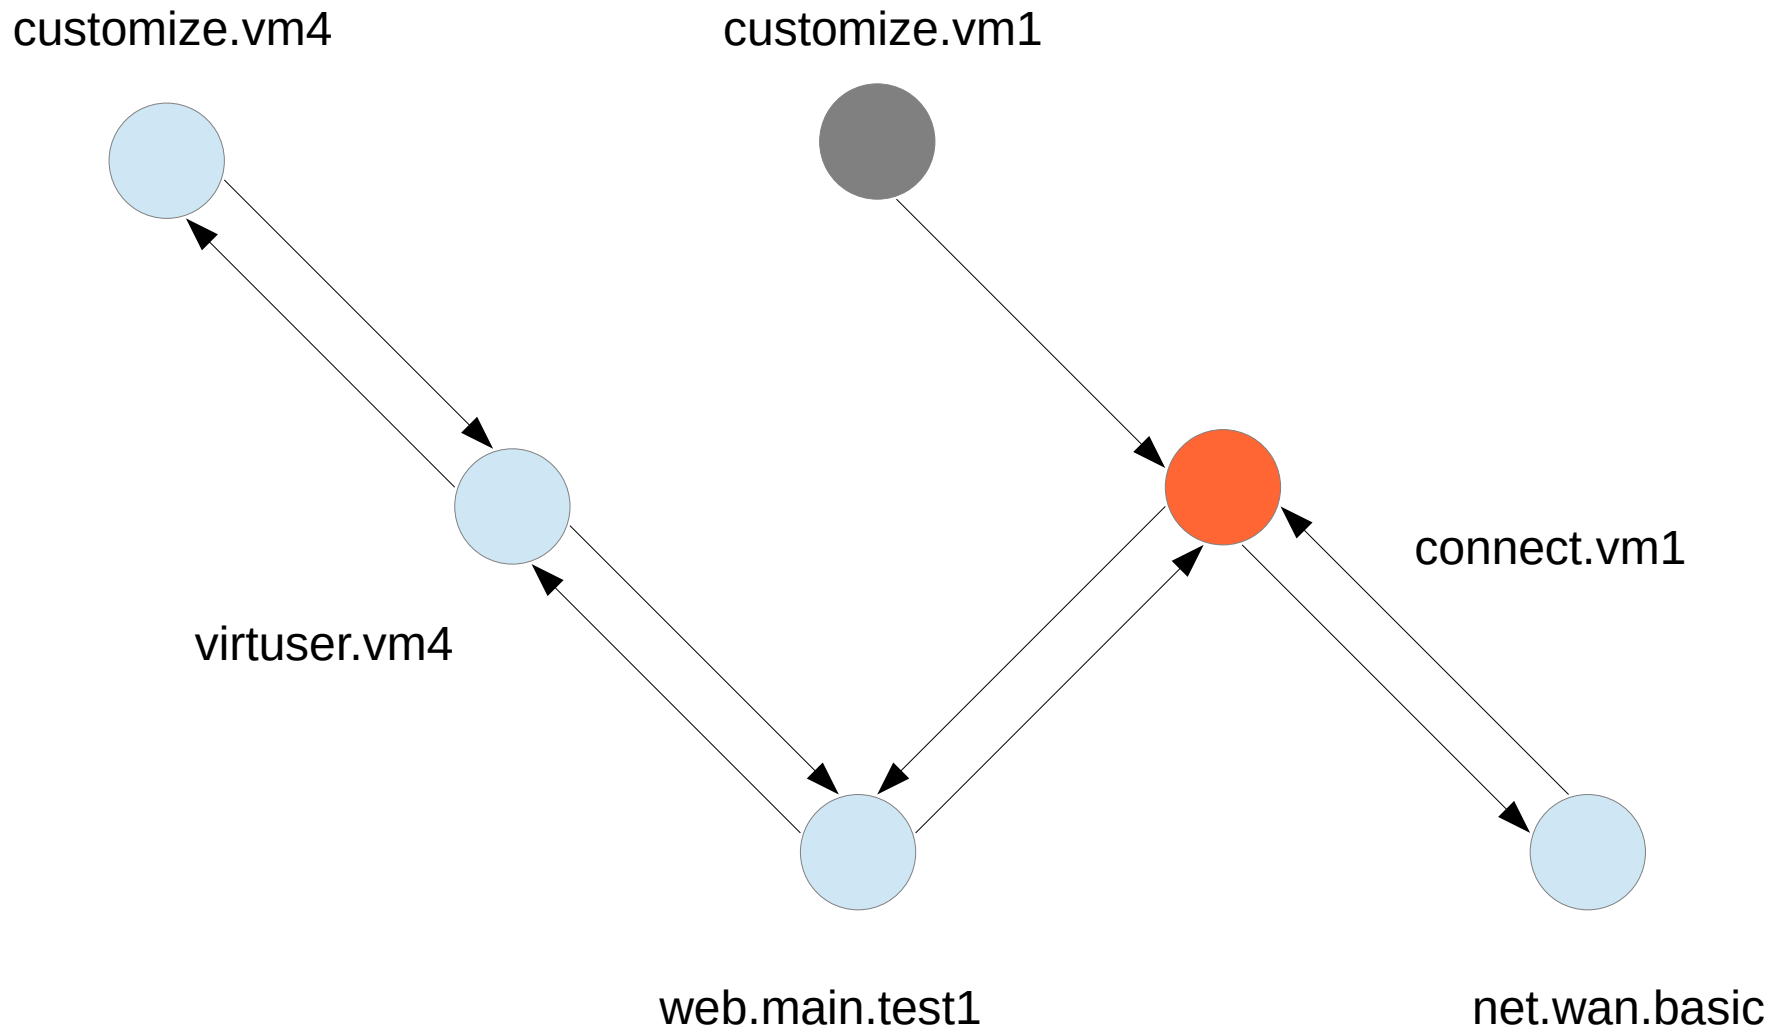 customize.vm4
customize.vm1
connect.vm1
virtuser.vm4
web.main.test1
net.wan.basic